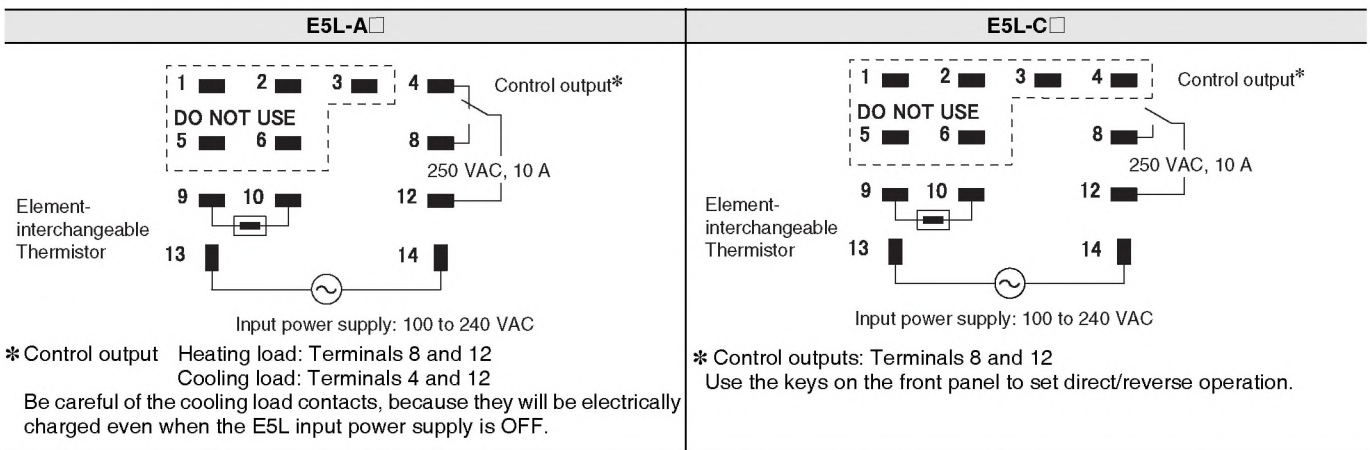 E5L-A□
1 2 3 4 Control output*
DO NOT USE
5 6 8
250 VAC, 10 A
9 10 12
Element-
interchangeable
Thermistor
13 14
Input power supply: 100 to 240 VAC
* Control output Heating load: Terminals 8 and 12
Cooling load: Terminals 4 and 12
Be careful of the cooling load contacts, because they will be electrically
charged even when the E5L input power supply is OFF.
E5L-C□
1 2 3 4 Control output*
DO NOT USE
5 6 8
250 VAC, 10 A
9 10 12
Element-
interchangeable
Thermistor
13 14
Input power supply: 100 to 240 VAC
* Control outputs: Terminals 8 and 12
Use the keys on the front panel to set direct/reverse operation.